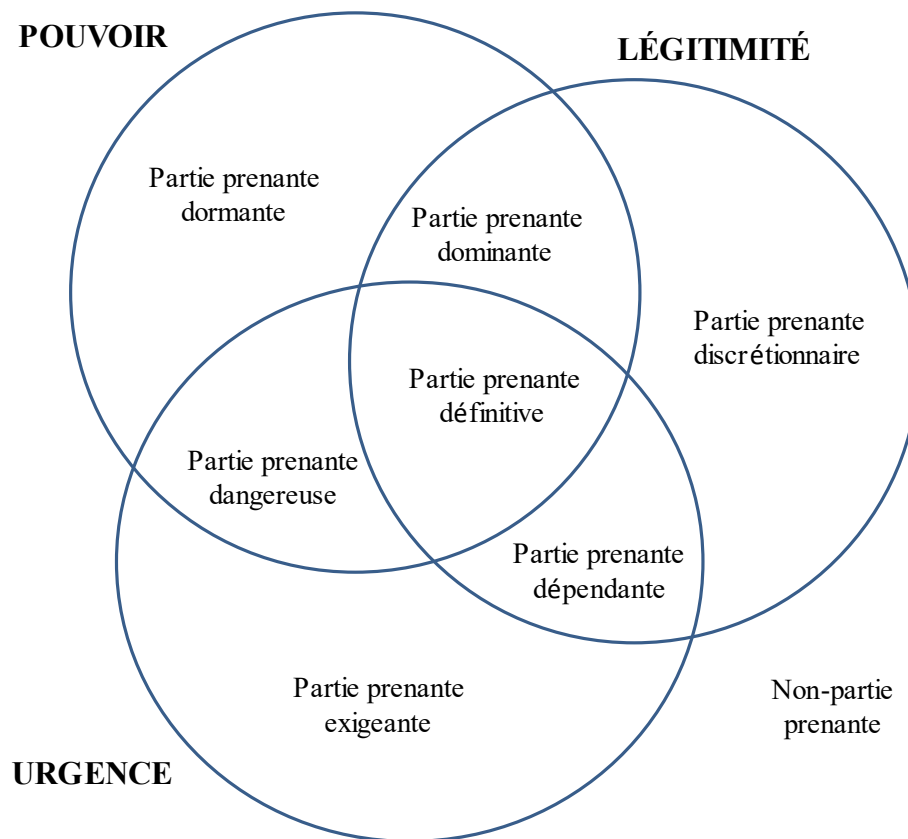 POUVOIR
LÉGITIMITÉ
Partie prenante
dormante
Partie prenante
dominante
Partie prenante
discrétionnaire
Partie prenante
définitive
Partie prenante
dangereuse
Partie prenante
dépendante
Partie prenante
exigeante
Non-partie
prenante
URGENCE